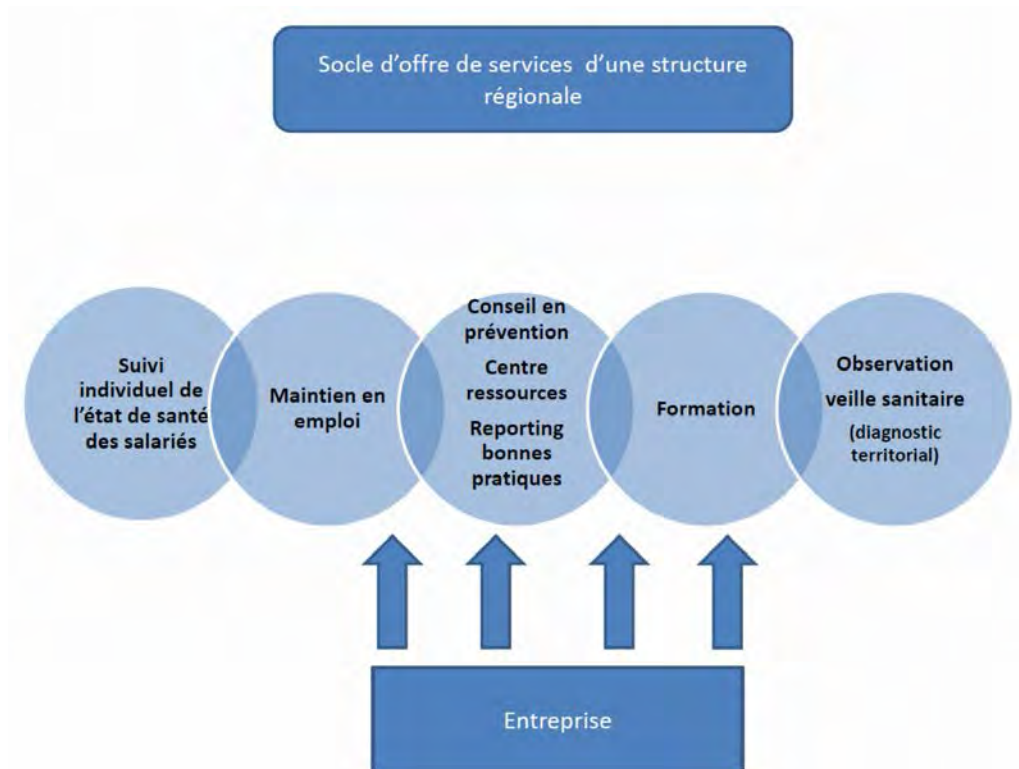 Socle d'offre de services d'une structure
régionale
Suivi
individuel de
l'état de santé
des salariés
Maintien en
emploi
Conseil en
prévention
Centre
ressources
Reporting
bonnes
pratiques
Formation
Observation
veille sanitaire
(diagnostic
territorial)
Entreprise